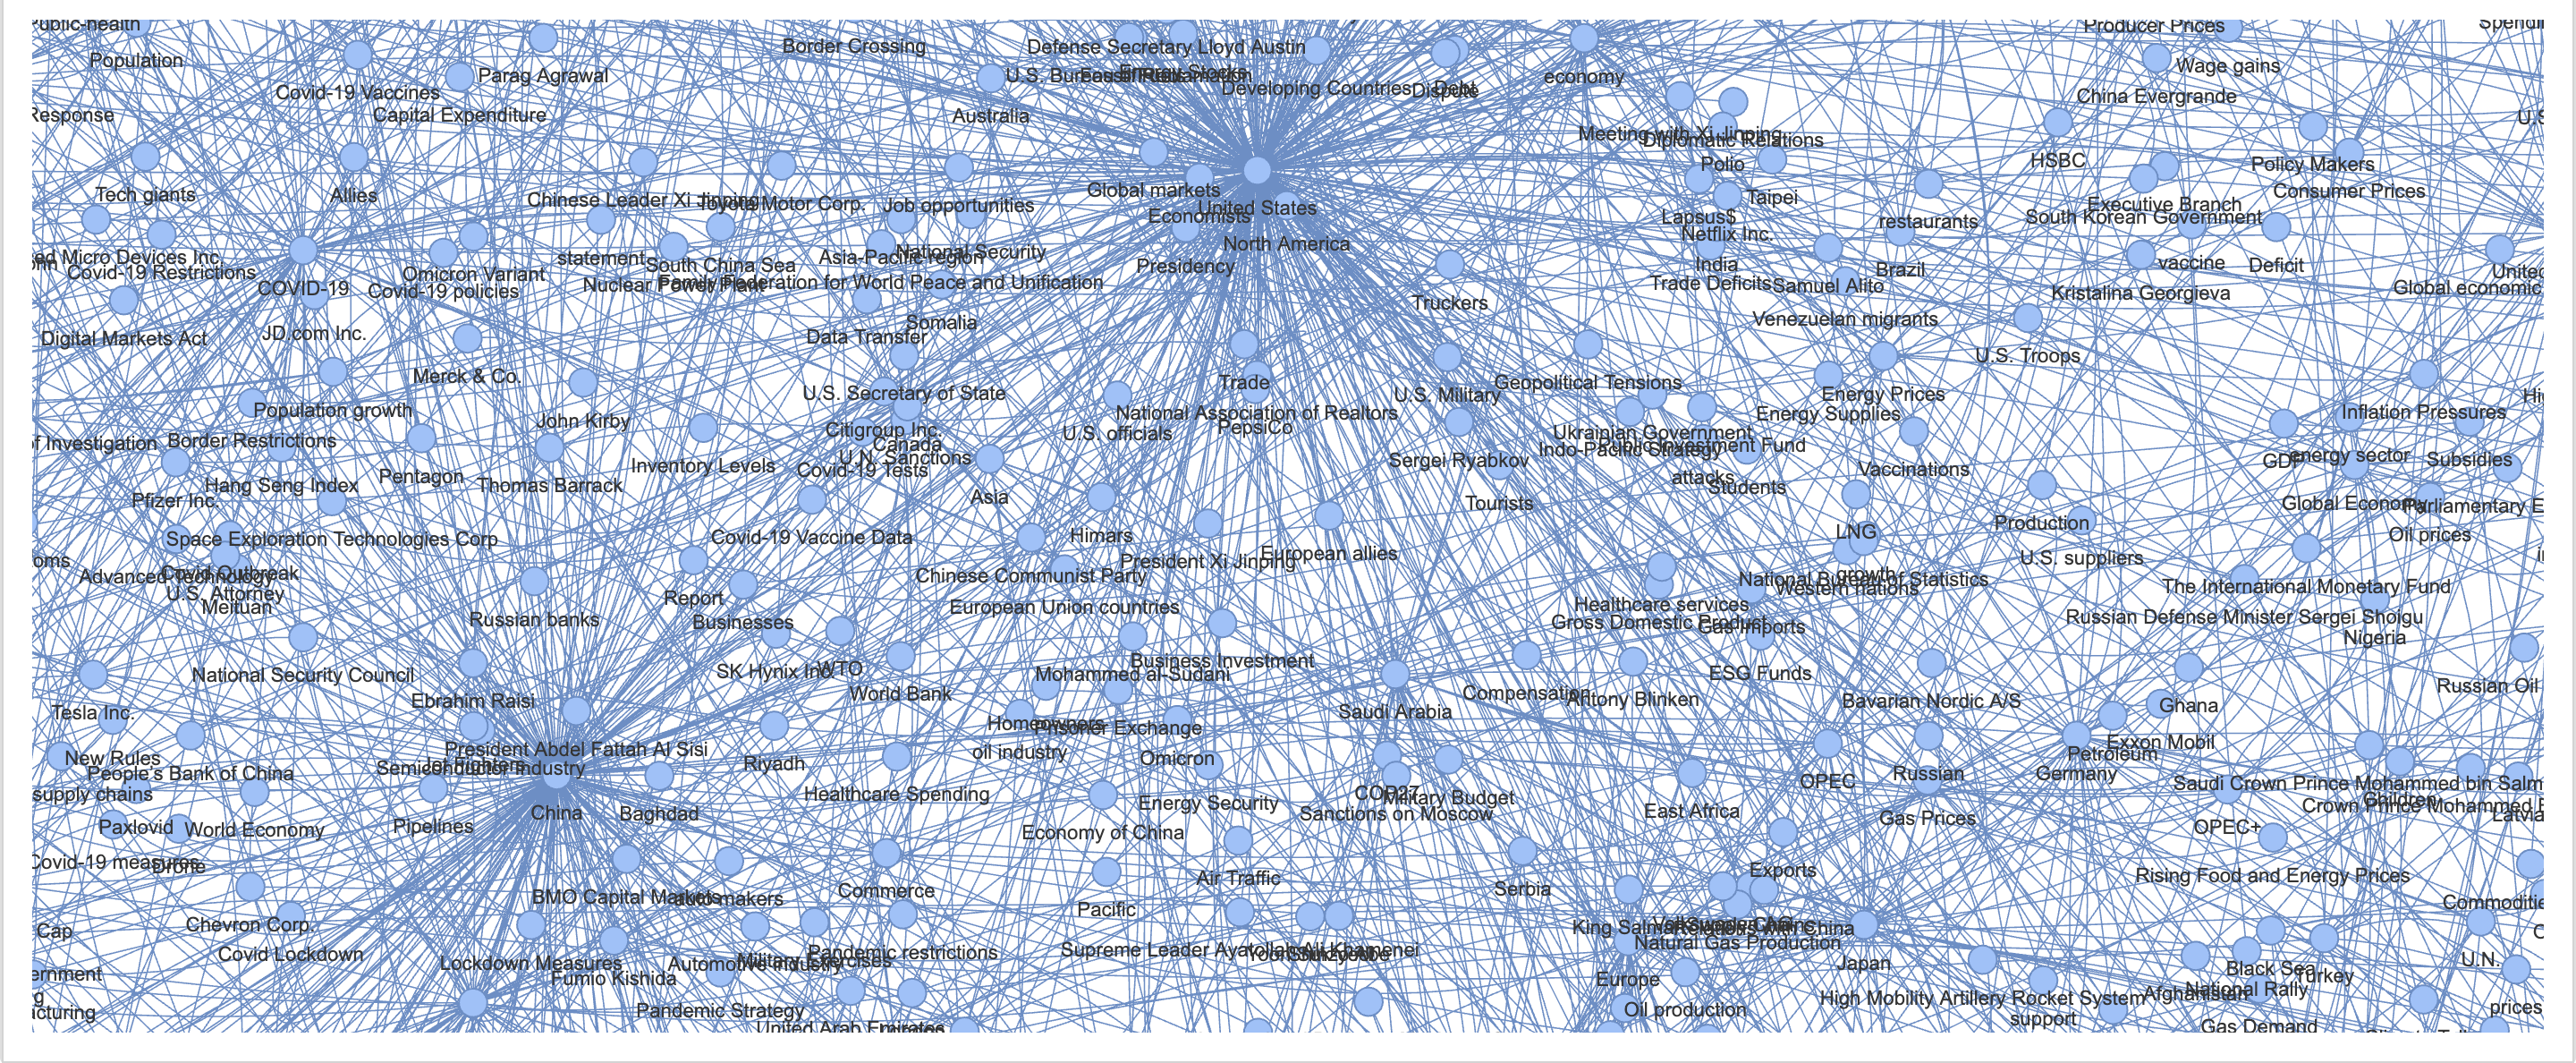 Public-health
Defense Secretary Lloyd Austin
Border Crossing
Producer Prices
Population
Parag Agrawal
economy
Wage gains
Covid-19 Vaccines
Developing Countries
Debt
Dispute
China Evergrande
Response
Capital Expenditure
Australia
Meeting with Xi Jinping
Diplomatic Relations
Polio
HSBC
Policy Makers
Tech giants
Allies
Chinese Leader Xi Jinping
Toyota Motor Corp.
Job opportunities
Global markets
United States
Economists
Taipei
Consumer Prices
Executive Branch
South Korean Government
Lapsus$
Netflix Inc.
restaurants
North America
Micro Devices Inc.
Covid-19 Restrictions
COVID-19
Omicron Variant
Covid-19 policies
statement
South China Sea
Asia-Pacific region
National Security
Nuclear Power Plant
Family Federation for World Peace and Unification
Presidency
India
Trade Deficits
Samuel Alito
Brazil
vaccine
Deficit
Kristalina Georgieva
Global economic
Truckers
Digital Markets Act
JD.com Inc.
Somalia
Data Transfer
Venezuelan migrants
U.S. Troops
Merck & Co.
Trade
U.S. Secretary of State
U.S. Military
Geopolitical Tensions
Energy Prices
Energy Supplies
Population growth
John Kirby
National Association of Realtors
PepsiCo
U.S. officials
Inflation Pressures
of Investigation
Border Restrictions
Citigroup Inc.
Canada
U.N. Sanctions
Covid-19 Tests
Ukrainian Government
Public Investment Fund
Indo-Pacific Strategy
Sergei Ryabkov
GDP
energy sector
Subsidies
Inventory Levels
Vaccinations
Pentagon
Thomas Barrack
Hang Seng Index
Pfizer Inc.
Asia
attacks
Students
Tourists
Global Economy
Parliamentary
Oil prices
Space Exploration Technologies Corp
Covid-19 Vaccine Data
Himars
LNG
Production
European allies
President Xi Jinping
U.S. suppliers
Advanced Technology
Covid Outbreak
U.S. Attorney
Meituan
Chinese Communist Party
growth
National Bureau of Statistics
Western nations
The International Monetary Fund
Report
European Union countries
Healthcare services
Gross Domestic Product
Gas Imports
Russian Defense Minister Sergei Shoigu
Nigeria
Russian banks
Businesses
National Security Council
SK Hynix Inc.
WTO
World Bank
Business Investment
Mohammed al-Sudani
ESG Funds
Ebrahim Raisi
Compensation
Antony Blinken
Bavarian Nordic A/S
Russian Oil
Tesla Inc.
Saudi Arabia
Ghana
Homeowners
Prisoner Exchange
oil industry
President Abdel Fattah Al Sisi
Jet Fighters
Semiconductor Industry
Riyadh
Omicron
Exxon Mobil
Petroleum
Germany
New Rules
People's Bank of China
OPEC
Russian
supply chains
Healthcare Spending
COP27
Military Budget
Sanctions on Moscow
Energy Security
Saudi Crown Prince Mohammed bin
Crown Prince Mohammed
Children
Latvia
China
Baghdad
East Africa
Gas Prices
Paxlovid
World Economy
Pipelines
Economy of China
OPEC+
Covid-19 measures
Drone
Exports
Rising Food and Energy Prices
Air Traffic
Serbia
BMO Capital Markets
auto makers
Commerce
Pacific
Chevron Corp.
Cap
King Salman
Relations with China
Natural Gas Production
Covid Lockdown
Lockdown Measures
Fumio Kishida
Automotive industry
Military Exercises
Pandemic restrictions
Supreme Leader Ayatollah Ali Khamenei
Japan
U.N.
Black Sea
Turkey
National Rally
Afghanistan
Europe
High Mobility Artillery Rocket System
support
prices
Oil production
Pandemic Strategy
United Arab Emirates
Gas Demand